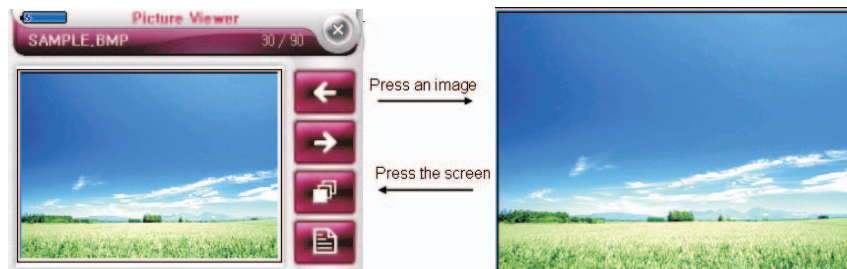 Picture Viewer
SAMPLE.BMP 30 / 90
Press an image
Press the screen